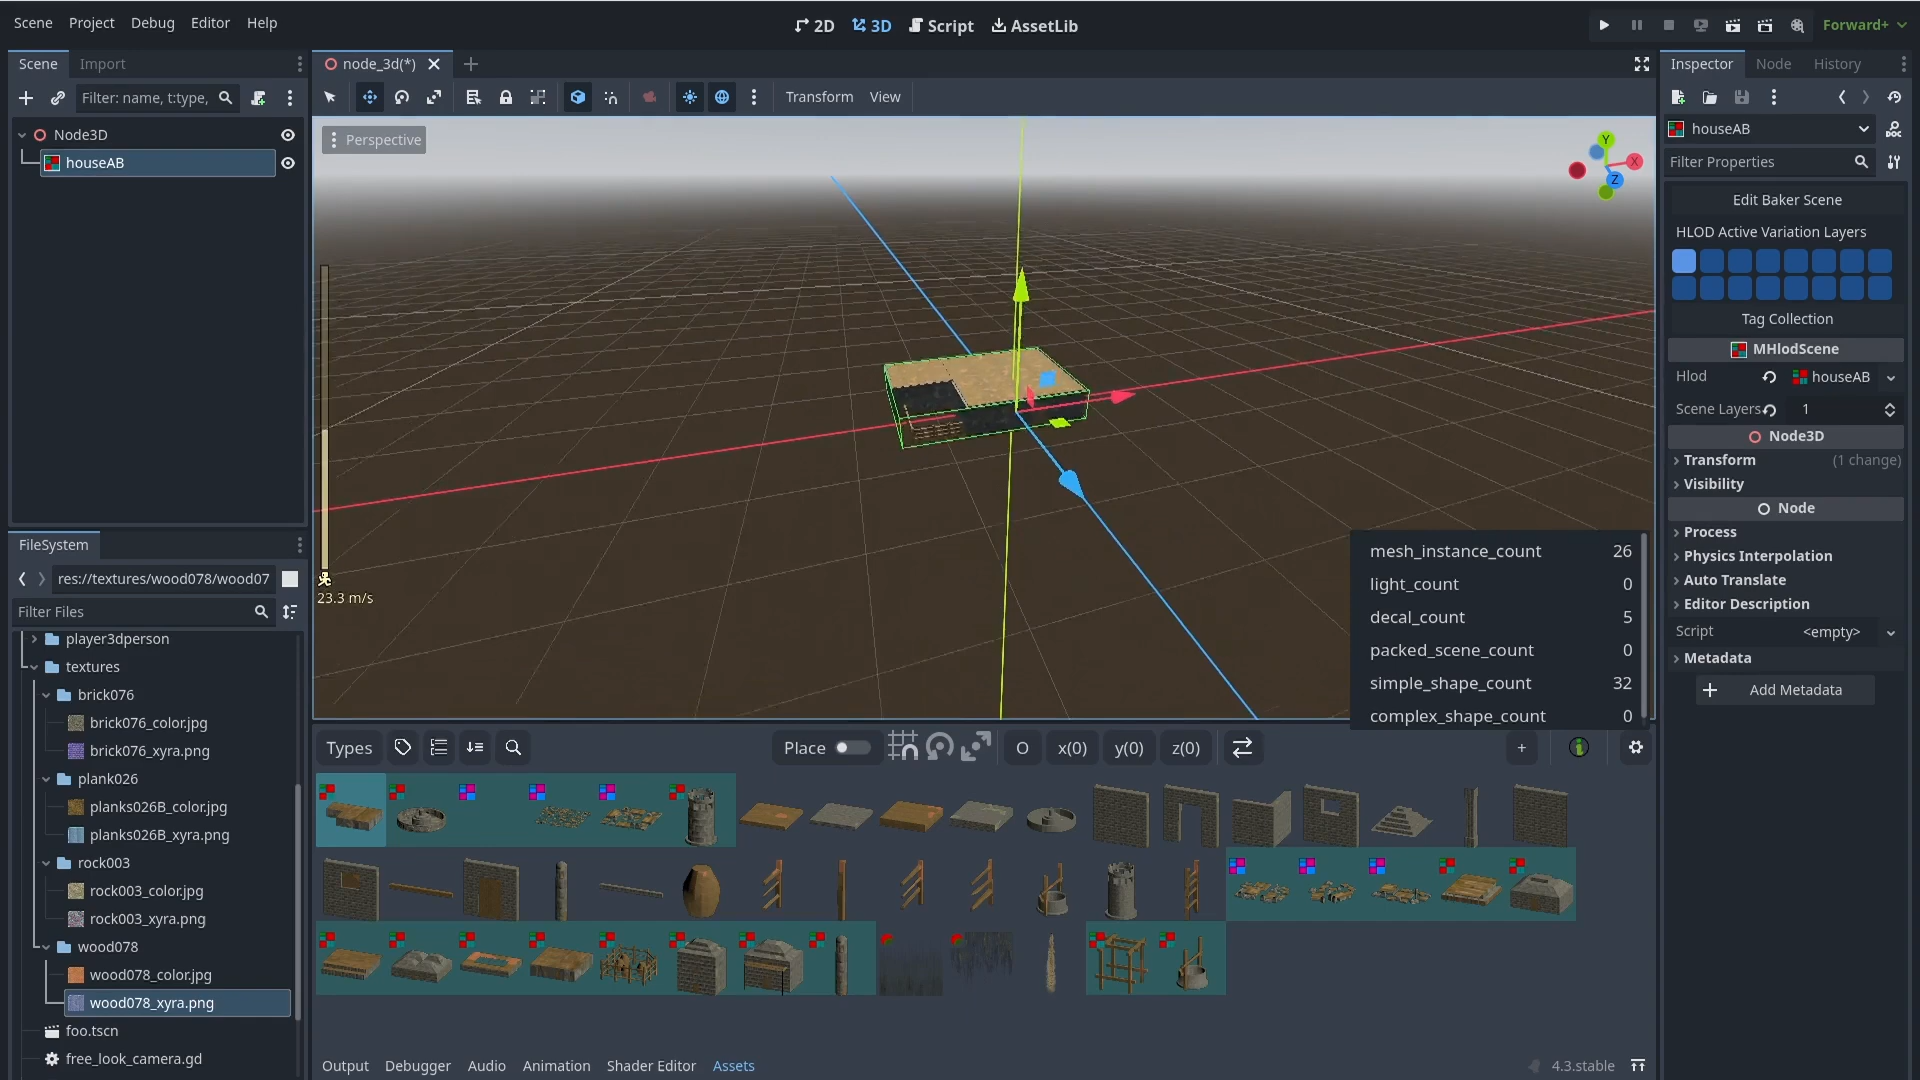 Scene Project Debug Editor Help
2D 3D Script AssetLib
Forward+
Scene Import
Filter: name, t:type,
Node3D
houseAB
node_3d(*)
Transform View
Perspective
Y
X
Z
23.3 m/s
mesh_instance_count 26
light_count 0
decal_count 5
packed_scene_count 0
simple_shape_count 32
complex_shape_count 0
FileSystem
res://textures/wood078/wood07
Filter Files
player3dperson
textures
brick076
brick076_color.jpg
brick076_xyra.png
plank026
planks026B_color.jpg
planks026B_xyra.png
rock003
rock003_color.jpg
rock003_xyra.png
wood078
wood078_color.jpg
wood078_xyra.png
foo.tscn
free_look_camera.gd
Types
Place
O x(0) y(0) z(0)
+
Output Debugger Audio Animation Shader Editor Assets
4.3.stable
Inspector Node History
houseAB
Filter Properties
Edit Baker Scene
HLOD Active Variation Layers
Tag Collection
MHlodScene
Hlod houseAB
Scene Layers 1
Node3D
Transform (1 change)
Visibility
Node
Process
Physics Interpolation
Auto Translate
Editor Description
Script <empty>
Metadata
Add Metadata